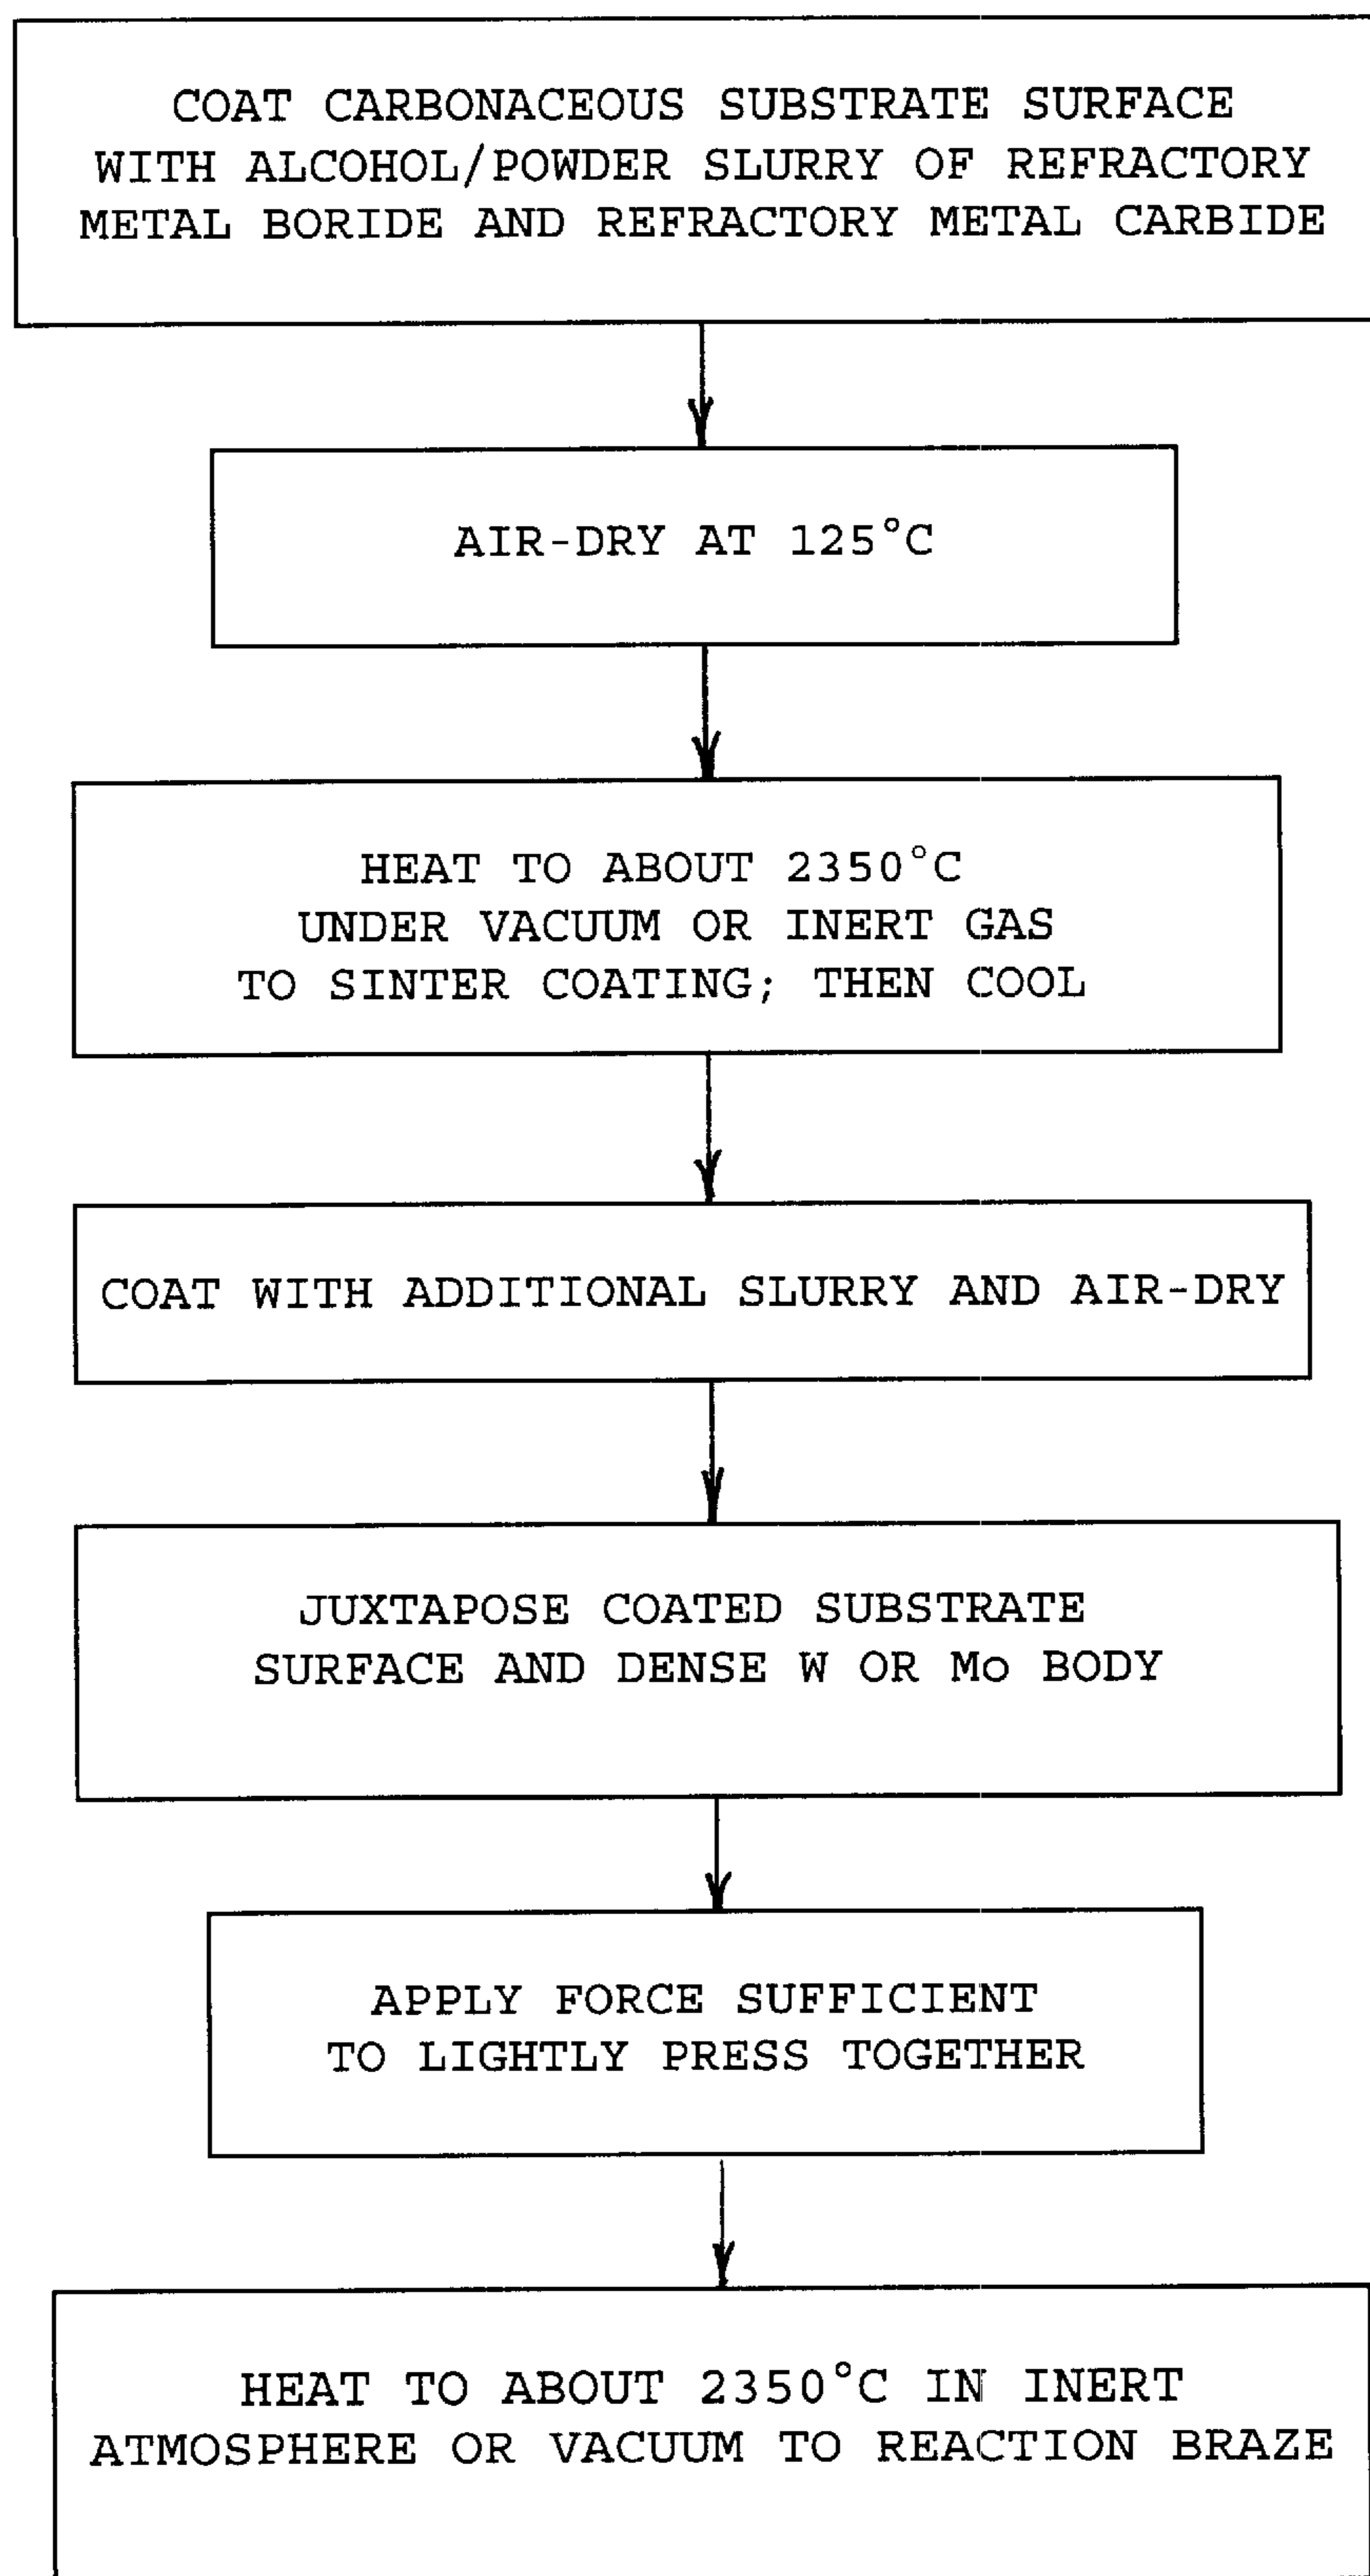 COAT CARBONACEOUS SUBSTRATE SURFACE
WITH ALCOHOL/POWDER SLURRY OF REFRACTORY
METAL BORIDE AND REFRACTORY METAL CARBIDE
AIR-DRY AT 125°C
HEAT TO ABOUT 2350°C
UNDER VACUUM OR INERT GAS
TO SINTER COATING; THEN COOL
COAT WITH ADDITIONAL SLURRY AND AIR-DRY
JUXTAPOSE COATED SUBSTRATE
SURFACE AND DENSE W OR Mo BODY
APPLY FORCE SUFFICIENT
TO LIGHTLY PRESS TOGETHER
HEAT TO ABOUT 2350°C IN INERT
ATMOSPHERE OR VACUUM TO REACTION BRAZE